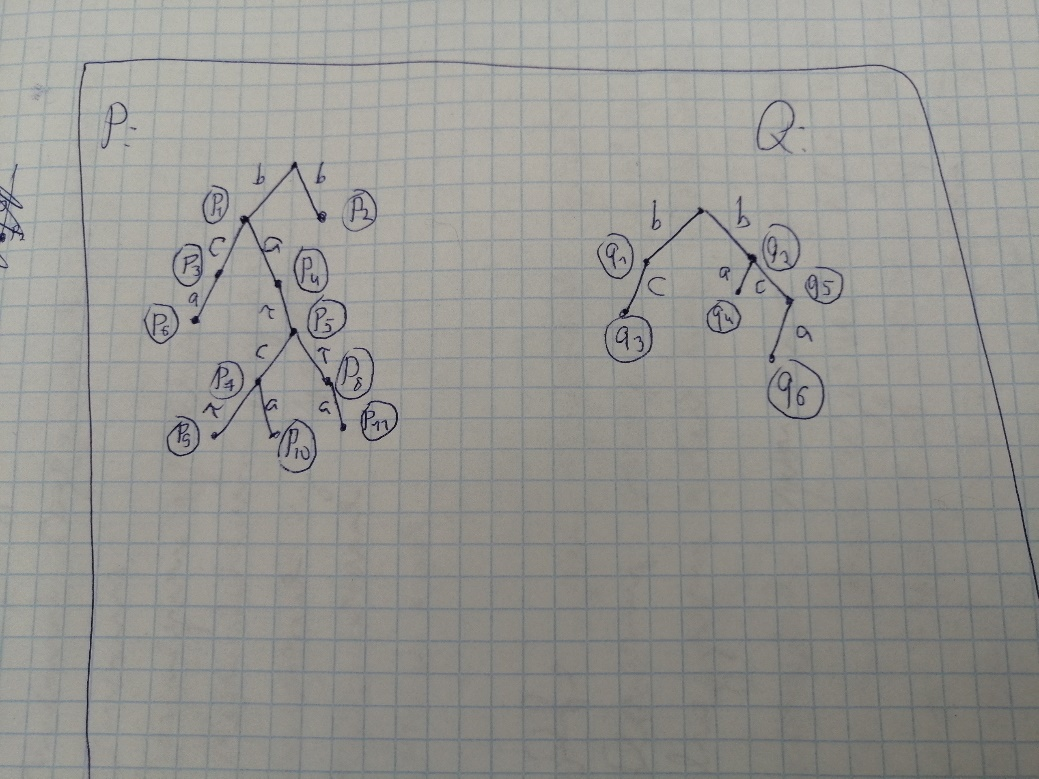 P:
Q:
b b
P1 P2
b b
q1 q2
c a
P3 P4
c a c
q3 q4 q5
a τ
P6 P5
a
q6
c τ
P7 P8
τ a a
P9 P10 P11